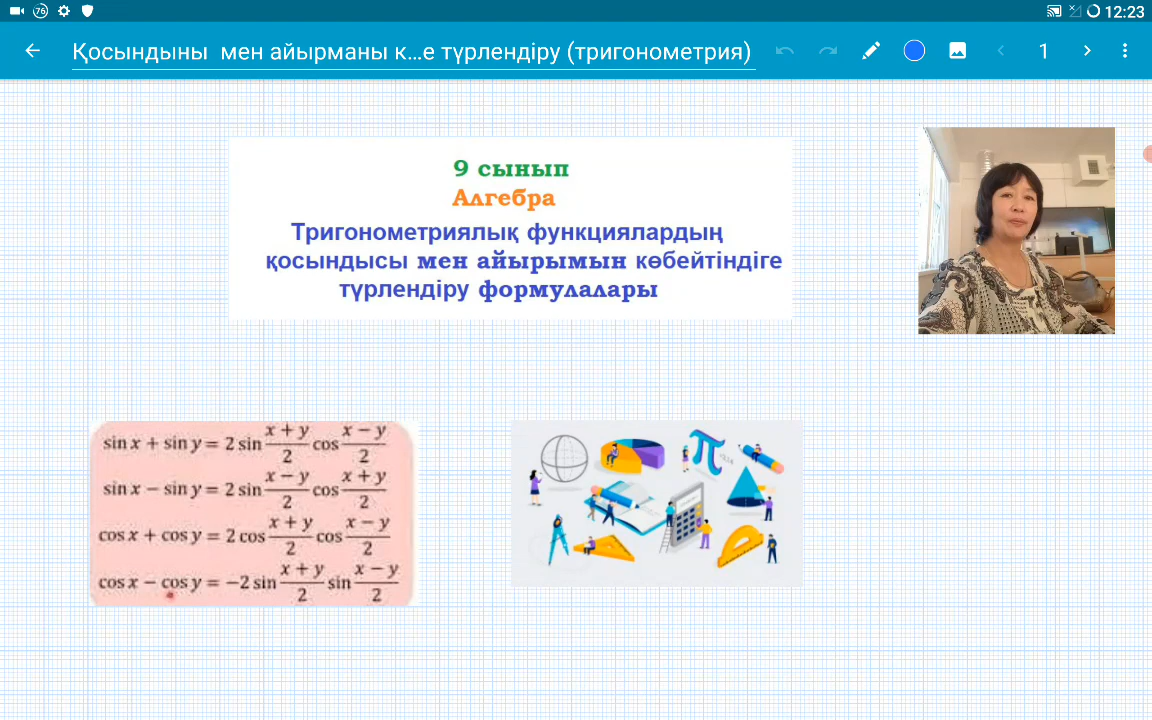 76
12:23
Қосындыны мен айырманы к...е түрлендіру (тригонометрия)
1
9 сынып
Алгебра
Тригонометриялық функциялардың
қосындысы мен айырымын көбейтіндіге
түрлендіру формулалары
sin x + sin y = 2 sin (x + y)/2 cos (x − y)/2
sin x − sin y = 2 sin (x − y)/2 cos (x + y)/2
cos x + cos y = 2 cos (x + y)/2 cos (x − y)/2
cos x − cos y = −2 sin (x + y)/2 sin (x − y)/2
π